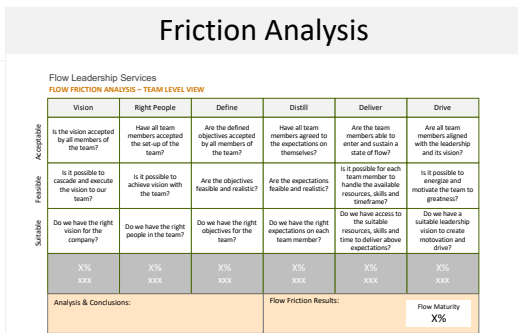 Friction Analysis
Flow Leadership Services
FLOW FRICTION ANALYSIS – TEAM LEVEL VIEW
Vision
Right People
Define
Distill
Deliver
Drive
Acceptable
Is the vision accepted
by all members of
the team?
Have all team
members accepted
the set-up of the
team?
Are the defined
objectives accepted
by all members of
the team?
Have all team
members agreed to
the expectations on
themselves?
Are the team
members able to
enter and sustain a
state of flow?
Are all team
members aligned
with the leadership
and its vision?
Feasible
Is it possible to
cascade and execute
the vision to our
team?
Is it possible to
achieve vision with
the team?
Are the objectives
feasible and realistic?
Are the expectations
feasible and realistic?
Is it possible for each
team member to
handle the available
resources, skills and
timeframe?
Is it possible to
energize and
motivate the team to
greatness?
Suitable
Do we have the right
vision for the
company?
Do we have the right
people in the team?
Do we have the right
objectives for the
team?
Do we have the right
expectations on each
team member?
Do we have access to
the suitable
resources, skills and
time to deliver above
expectations?
Do we have a
suitable leadership
vision to create
motovation and
drive?
X%
xxx
X%
xxx
X%
xxx
X%
xxx
X%
xxx
X%
xxx
Analysis & Conclusions:
Flow Friction Results:
Flow Maturity
X%